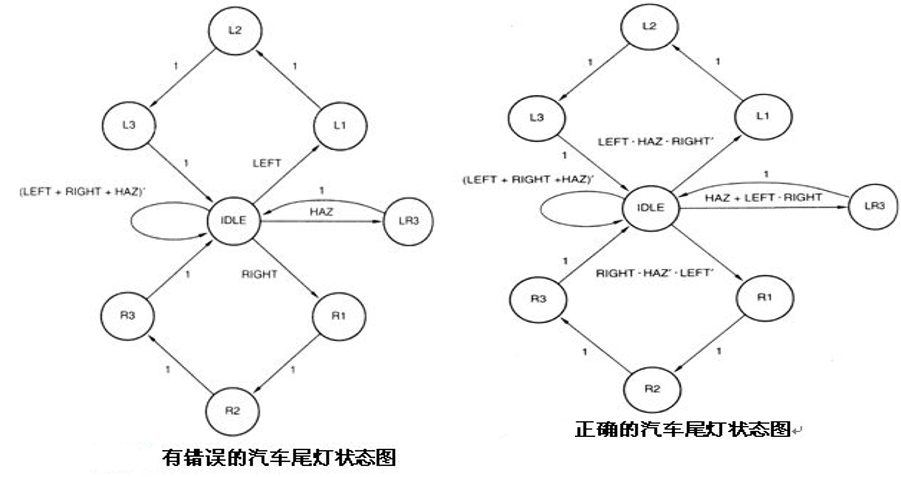 L2
1
1
L3
L1
1
LEFT
(LEFT + RIGHT + HAZ)′
IDLE
1
HAZ
LR3
RIGHT
1
R3
R1
1
1
R2
有错误的汽车尾灯状态图
L2
1
1
L3
L1
1
LEFT · HAZ · RIGHT′
(LEFT + RIGHT +HAZ)′
IDLE
1
HAZ + LEFT · RIGHT
LR3
1
RIGHT · HAZ′ · LEFT′
R3
R1
1
1
R2
正确的汽车尾灯状态图↵